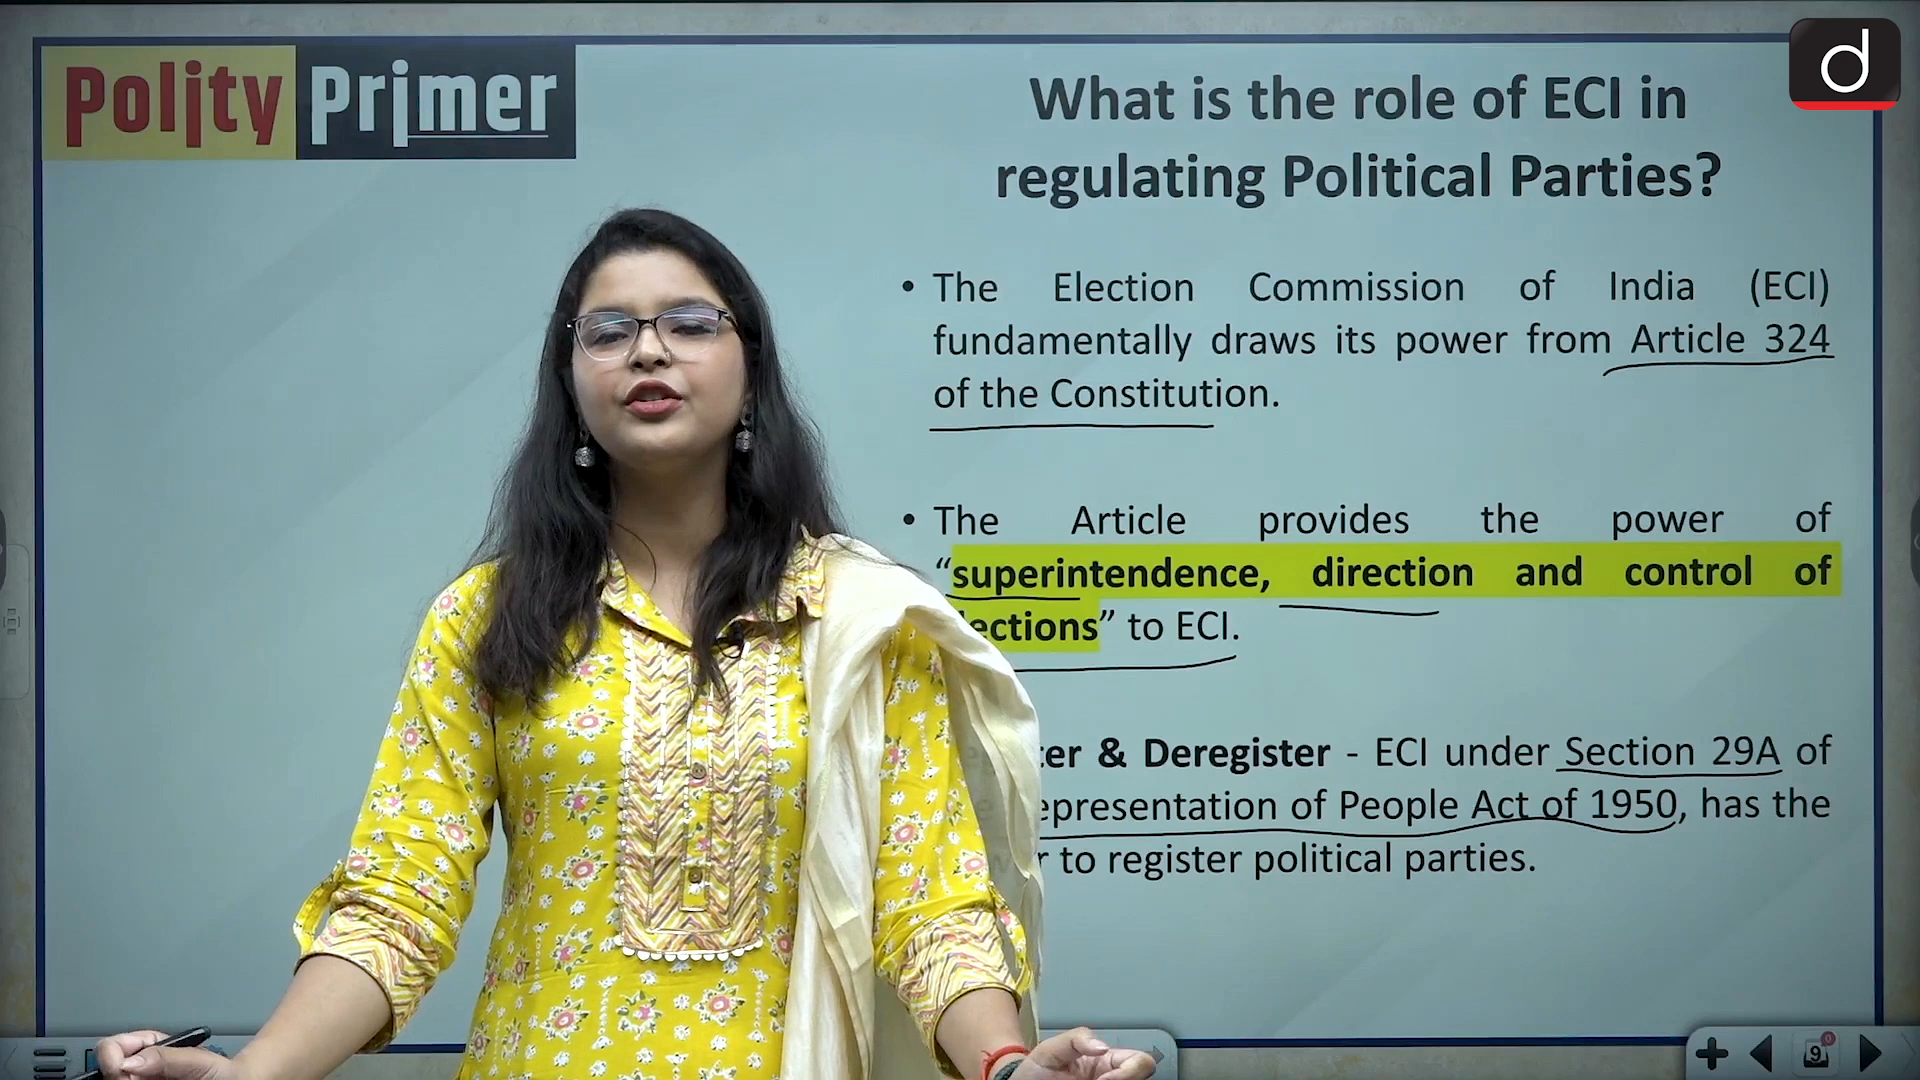 Polity Primer
What is the role of ECI in
regulating Political Parties?
• The Election Commission of India (ECI)
fundamentally draws its power from Article 324
of the Constitution.
• The Article provides the power of
“superintendence, direction and control of
lections” to ECI.
ter & Deregister - ECI under Section 29A of
epresentation of People Act of 1950, has the
r to register political parties.
d
9
0